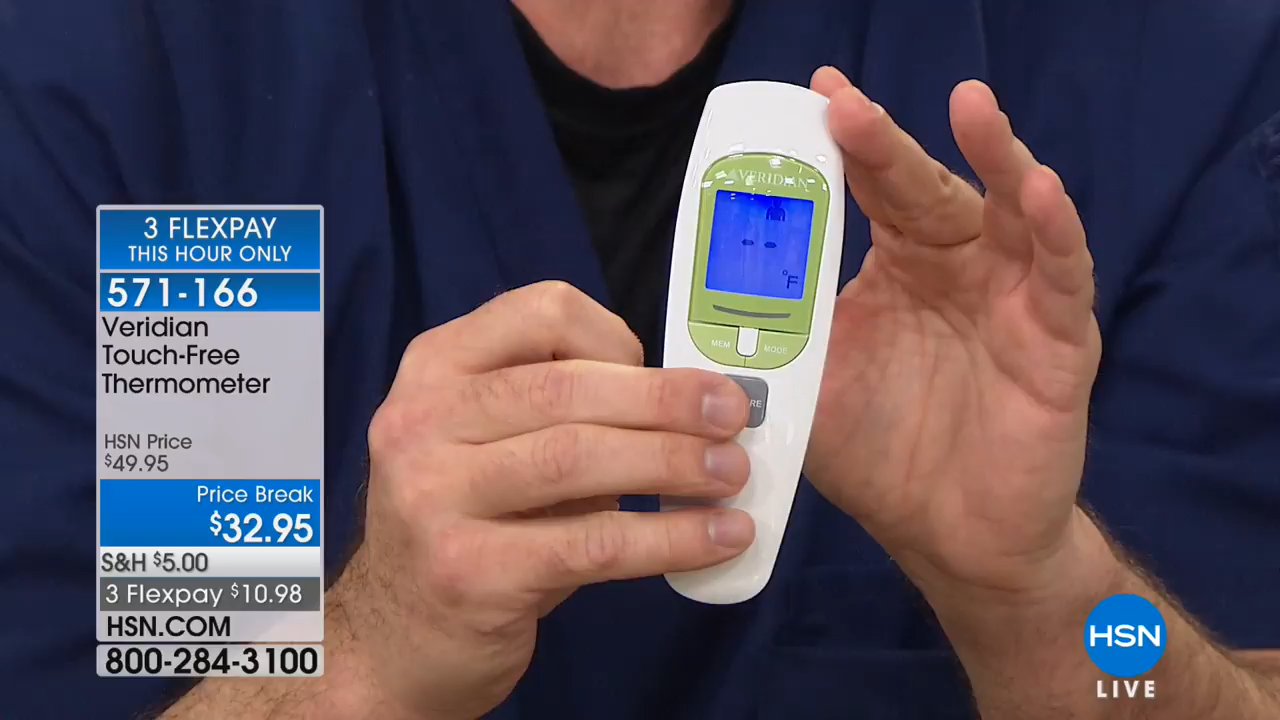 3 FLEXPAY
THIS HOUR ONLY
571-166
Veridian
Touch-Free
Thermometer
HSN Price
$49.95
Price Break
$32.95
S&H $5.00
3 Flexpay $10.98
HSN.COM
800-284-3100
VERIDIAN
-- °F
MEM
MODE
RE
HSN
LIVE